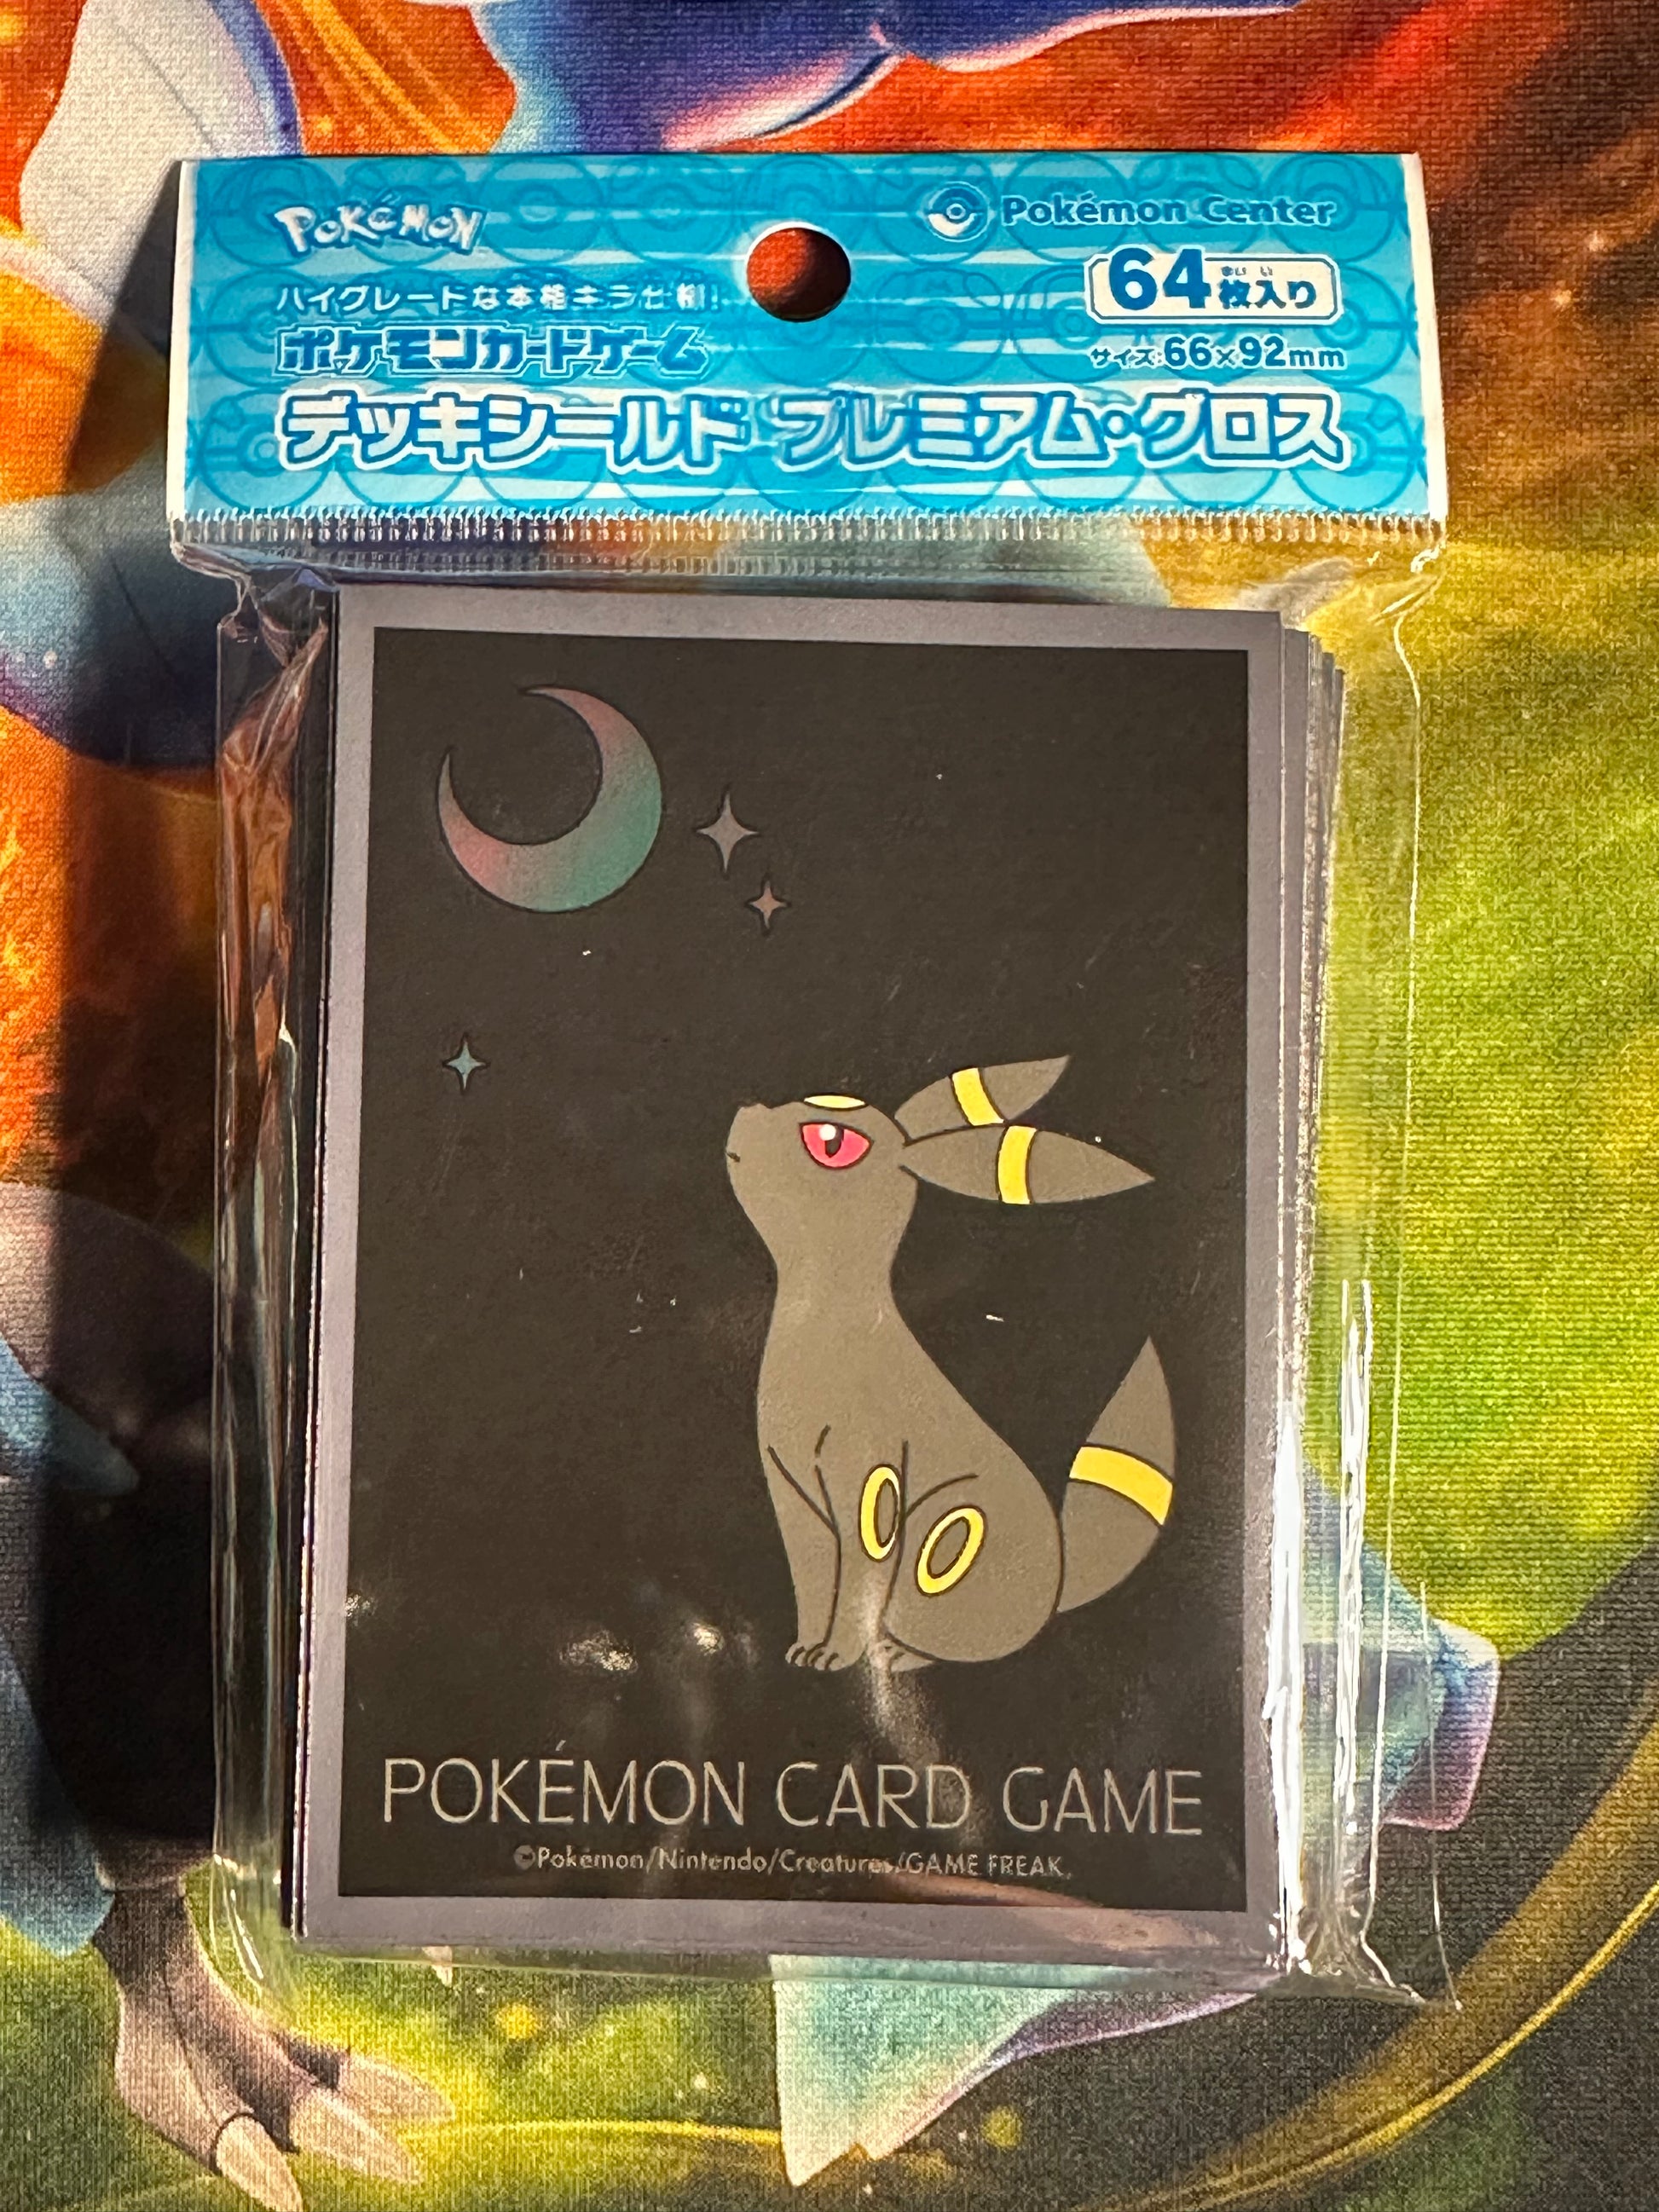 POKÉMON
Pokémon Center
ハイグレードな本格キラ仕様!
64枚入り
まい い
ポケモンカードゲーム
サイズ:66×92mm
デッキシールド プレミアム・グロス
POKÉMON CARD GAME
©Pokémon/Nintendo/Creatures/GAME FREAK.